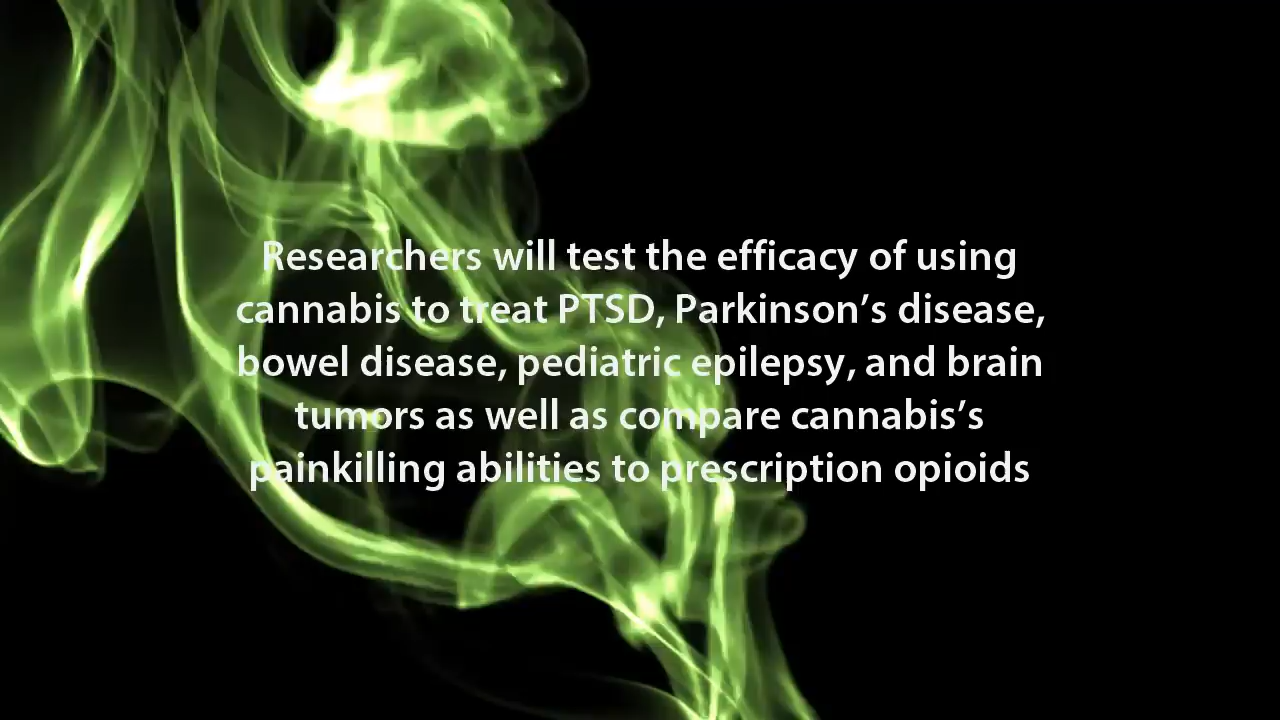 Researchers will test the efficacy of using
cannabis to treat PTSD, Parkinson’s disease,
bowel disease, pediatric epilepsy, and brain
tumors as well as compare cannabis’s
painkilling abilities to prescription opioids